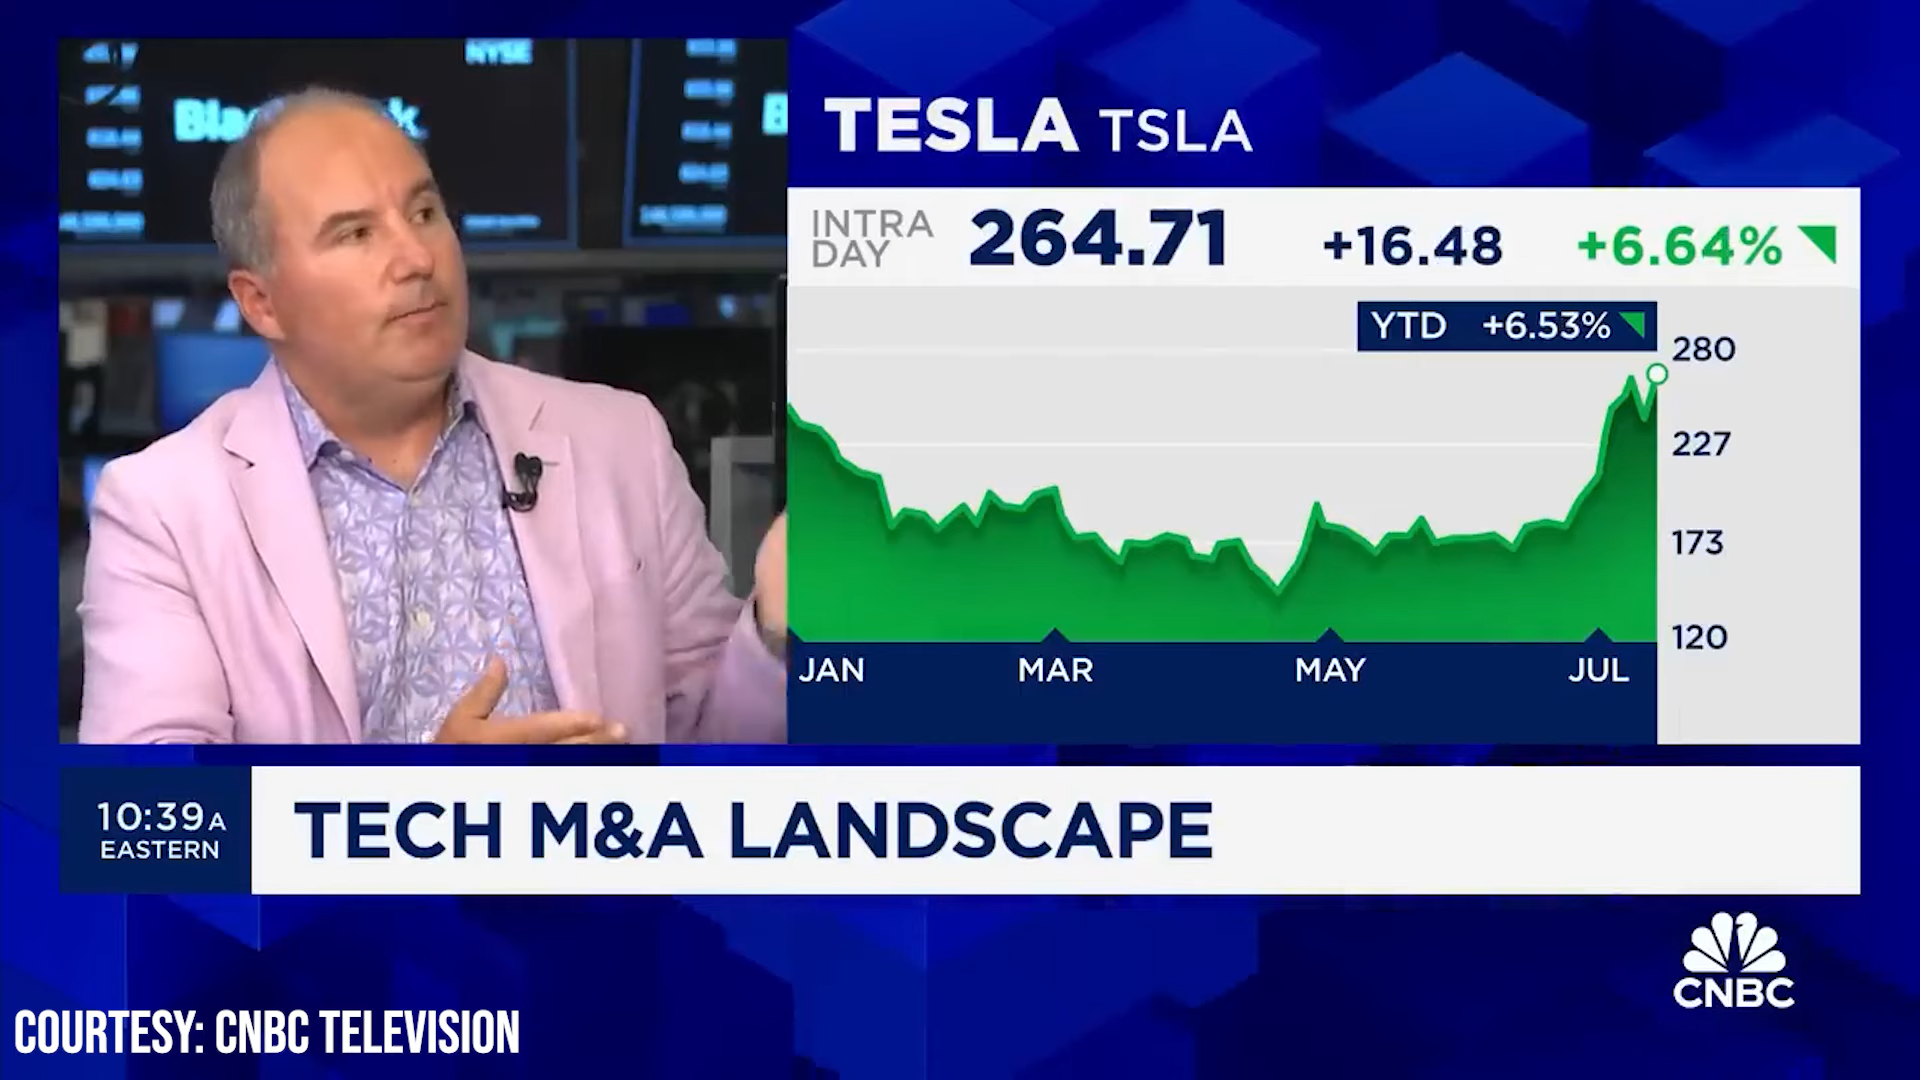 NYSE
TESLA TSLA
INTRA
DAY
264.71
+16.48
+6.64%
YTD +6.53%
280
227
173
120
JAN
MAR
MAY
JUL
10:39A
EASTERN
TECH M&A LANDSCAPE
CNBC
COURTESY: CNBC TELEVISION